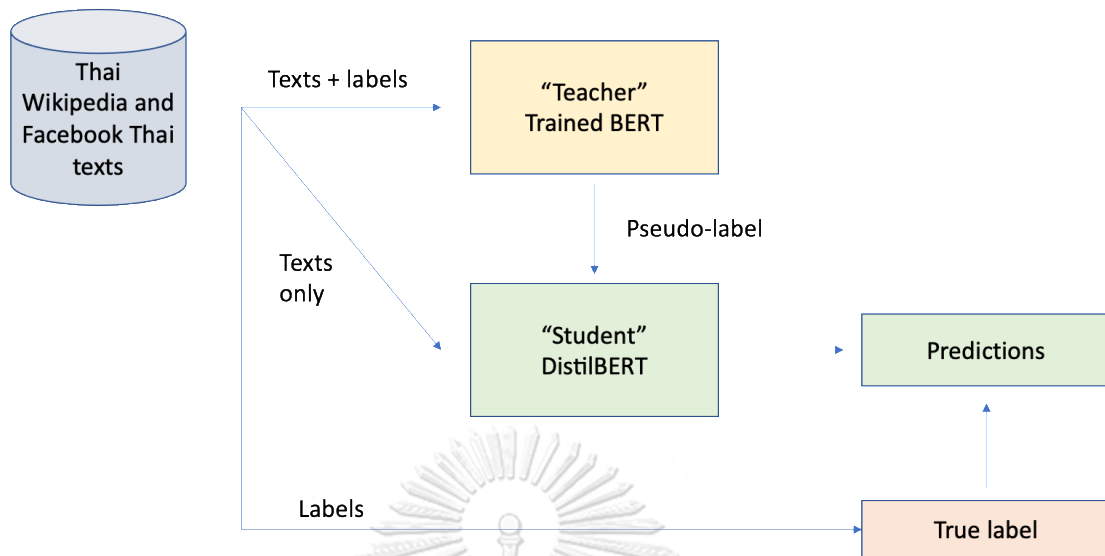 Thai
Wikipedia and
Facebook Thai
texts
Texts + labels
“Teacher”
Trained BERT
Pseudo-label
Texts
only
“Student”
DistilBERT
Predictions
Labels
True label